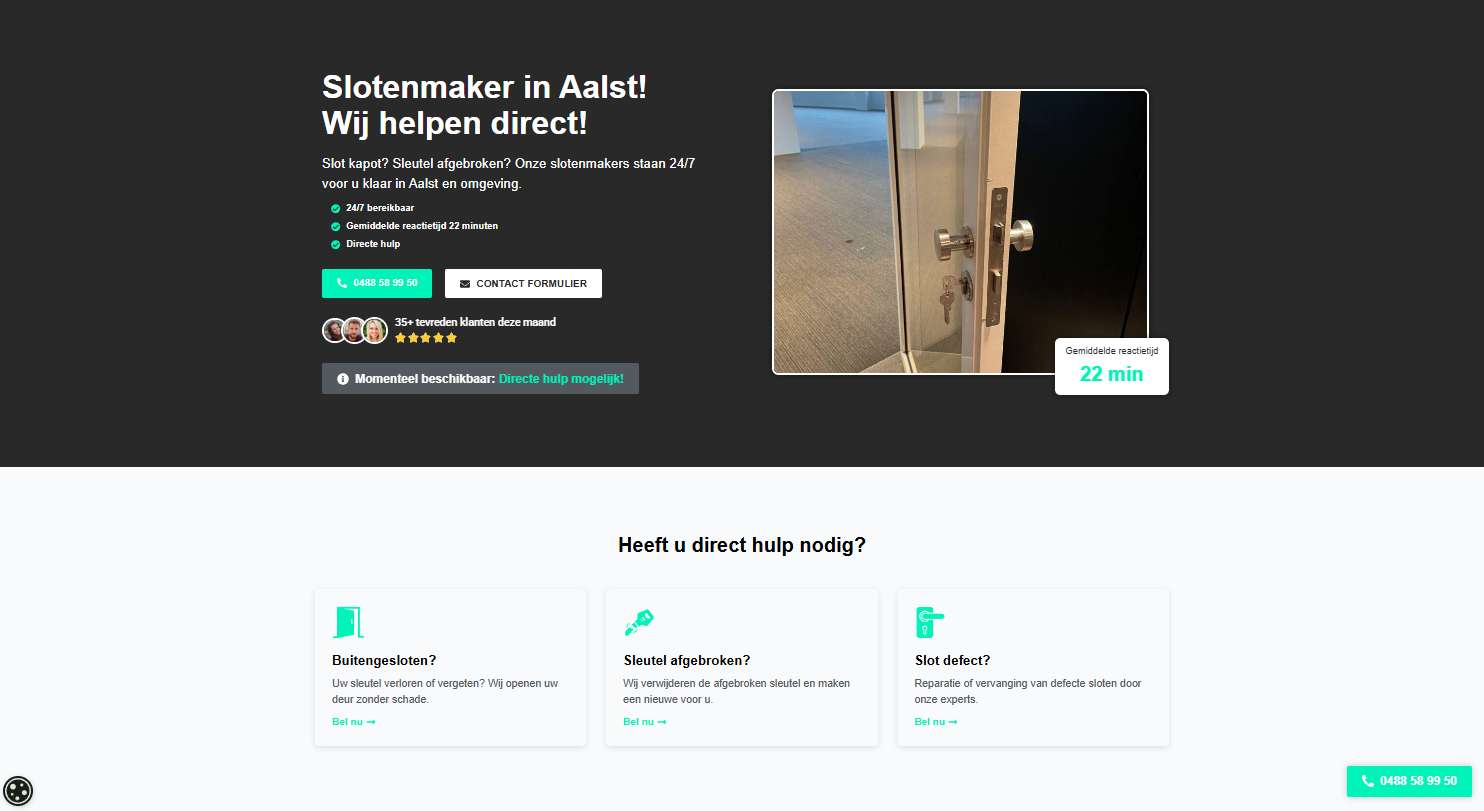 Slotenmaker in Aalst!
Wij helpen direct!
Slot kapot? Sleutel afgebroken? Onze slotenmakers staan 24/7
voor u klaar in Aalst en omgeving.
24/7 bereikbaar
Gemiddelde reactietijd 22 minuten
Directe hulp
0488 58 99 50
CONTACT FORMULIER
35+ tevreden klanten deze maand
Momenteel beschikbaar: Directe hulp mogelijk!
Gemiddelde reactietijd
22 min
Heeft u direct hulp nodig?
Buitengesloten?
Uw sleutel verloren of vergeten? Wij openen uw
deur zonder schade.
Bel nu ➞
Sleutel afgebroken?
Wij verwijderen de afgebroken sleutel en maken
een nieuwe voor u.
Bel nu ➞
Slot defect?
Reparatie of vervanging van defecte sloten door
onze experts.
Bel nu ➞
0488 58 99 50